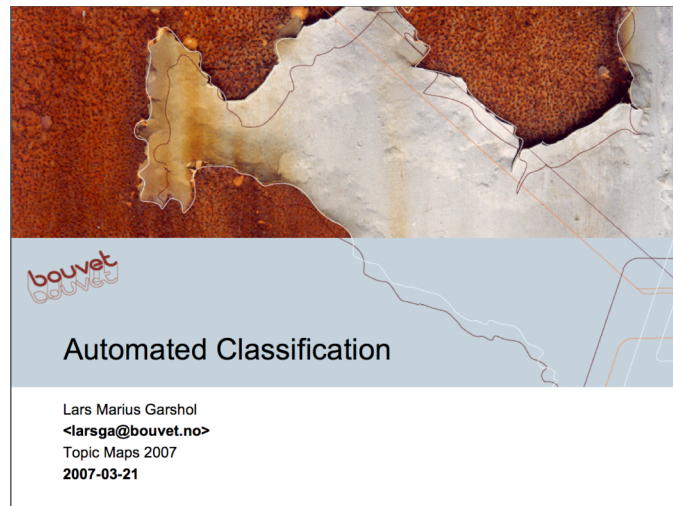 bouvet
Automated Classification
Lars Marius Garshol
<larsga@bouvet.no>
Topic Maps 2007
2007-03-21